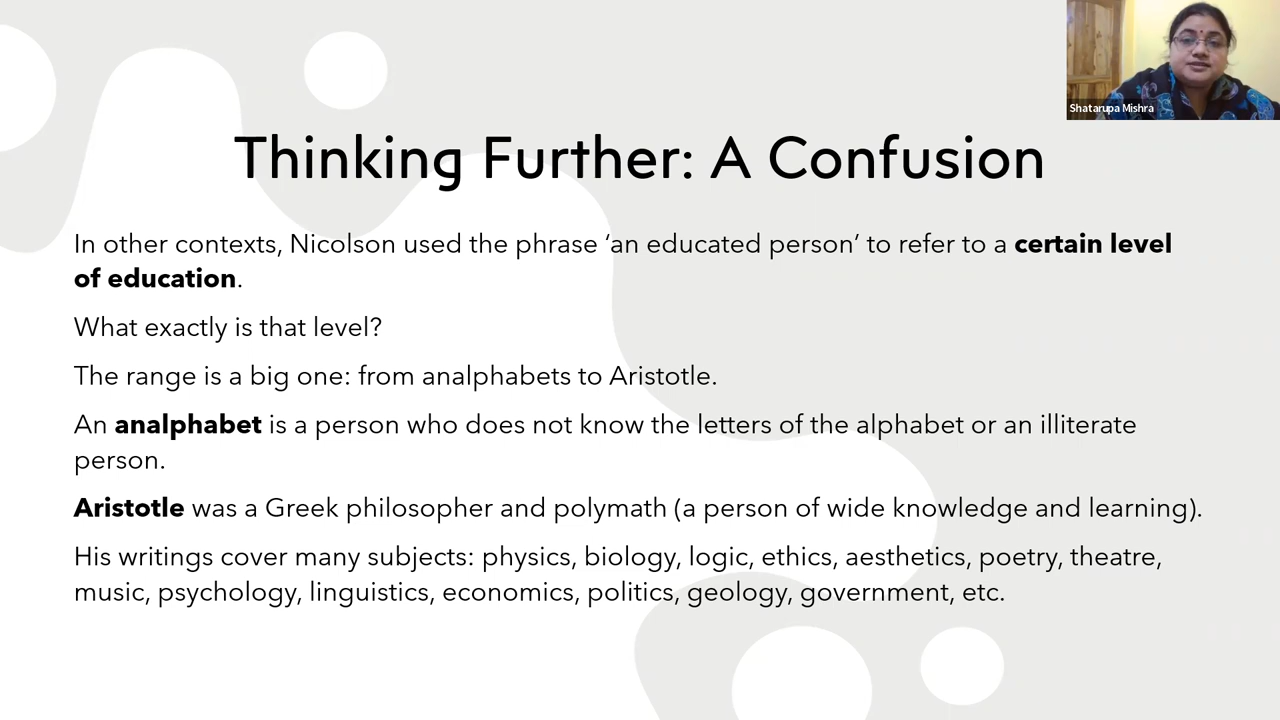 Shatarupa Mishra
Thinking Further: A Confusion
In other contexts, Nicolson used the phrase ‘an educated person’ to refer to a certain level
of education.
What exactly is that level?
The range is a big one: from analphabets to Aristotle.
An analphabet is a person who does not know the letters of the alphabet or an illiterate
person.
Aristotle was a Greek philosopher and polymath (a person of wide knowledge and learning).
His writings cover many subjects: physics, biology, logic, ethics, aesthetics, poetry, theatre,
music, psychology, linguistics, economics, politics, geology, government, etc.